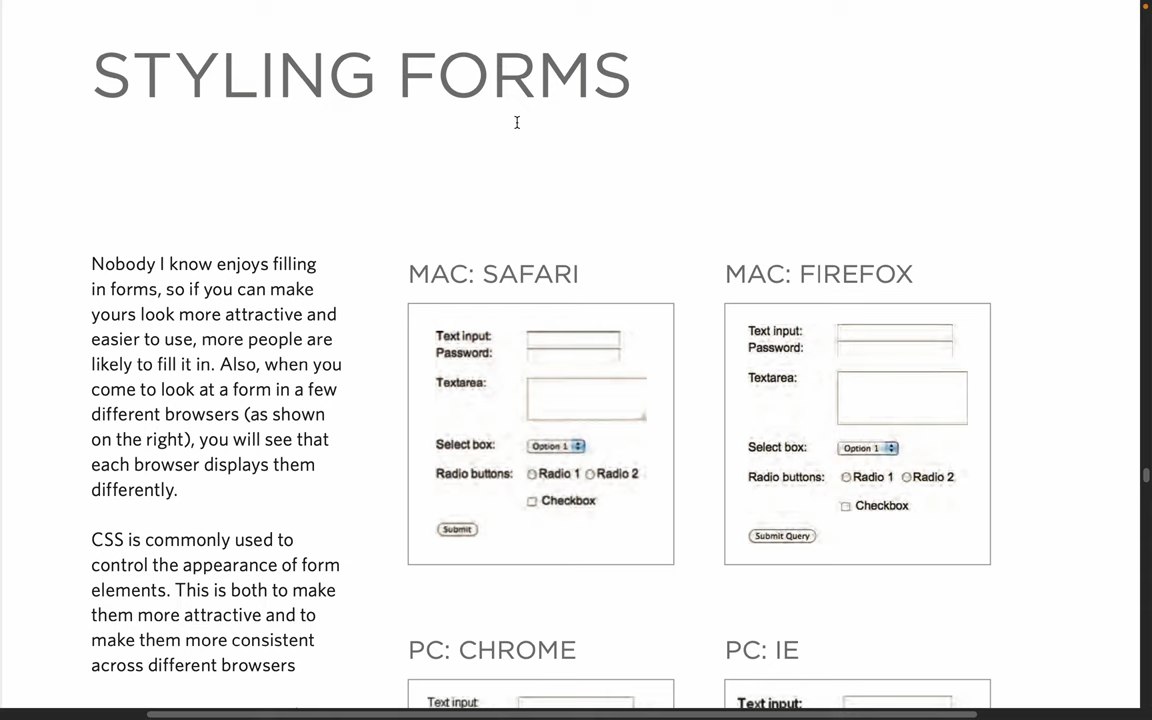 STYLING FORMS
Nobody I know enjoys filling
in forms, so if you can make
yours look more attractive and
easier to use, more people are
likely to fill it in. Also, when you
come to look at a form in a few
different browsers (as shown
on the right), you will see that
each browser displays them
differently.
CSS is commonly used to
control the appearance of form
elements. This is both to make
them more attractive and to
make them more consistent
across different browsers
MAC: SAFARI
Text input:
Password:
Textarea:
Select box: Option 1
Radio buttons: Radio 1 Radio 2
Checkbox
Submit
MAC: FIREFOX
Text input:
Password:
Textarea:
Select box: Option 1
Radio buttons: Radio 1 Radio 2
Checkbox
Submit Query
PC: CHROME
Text input:
PC: IE
Text input: